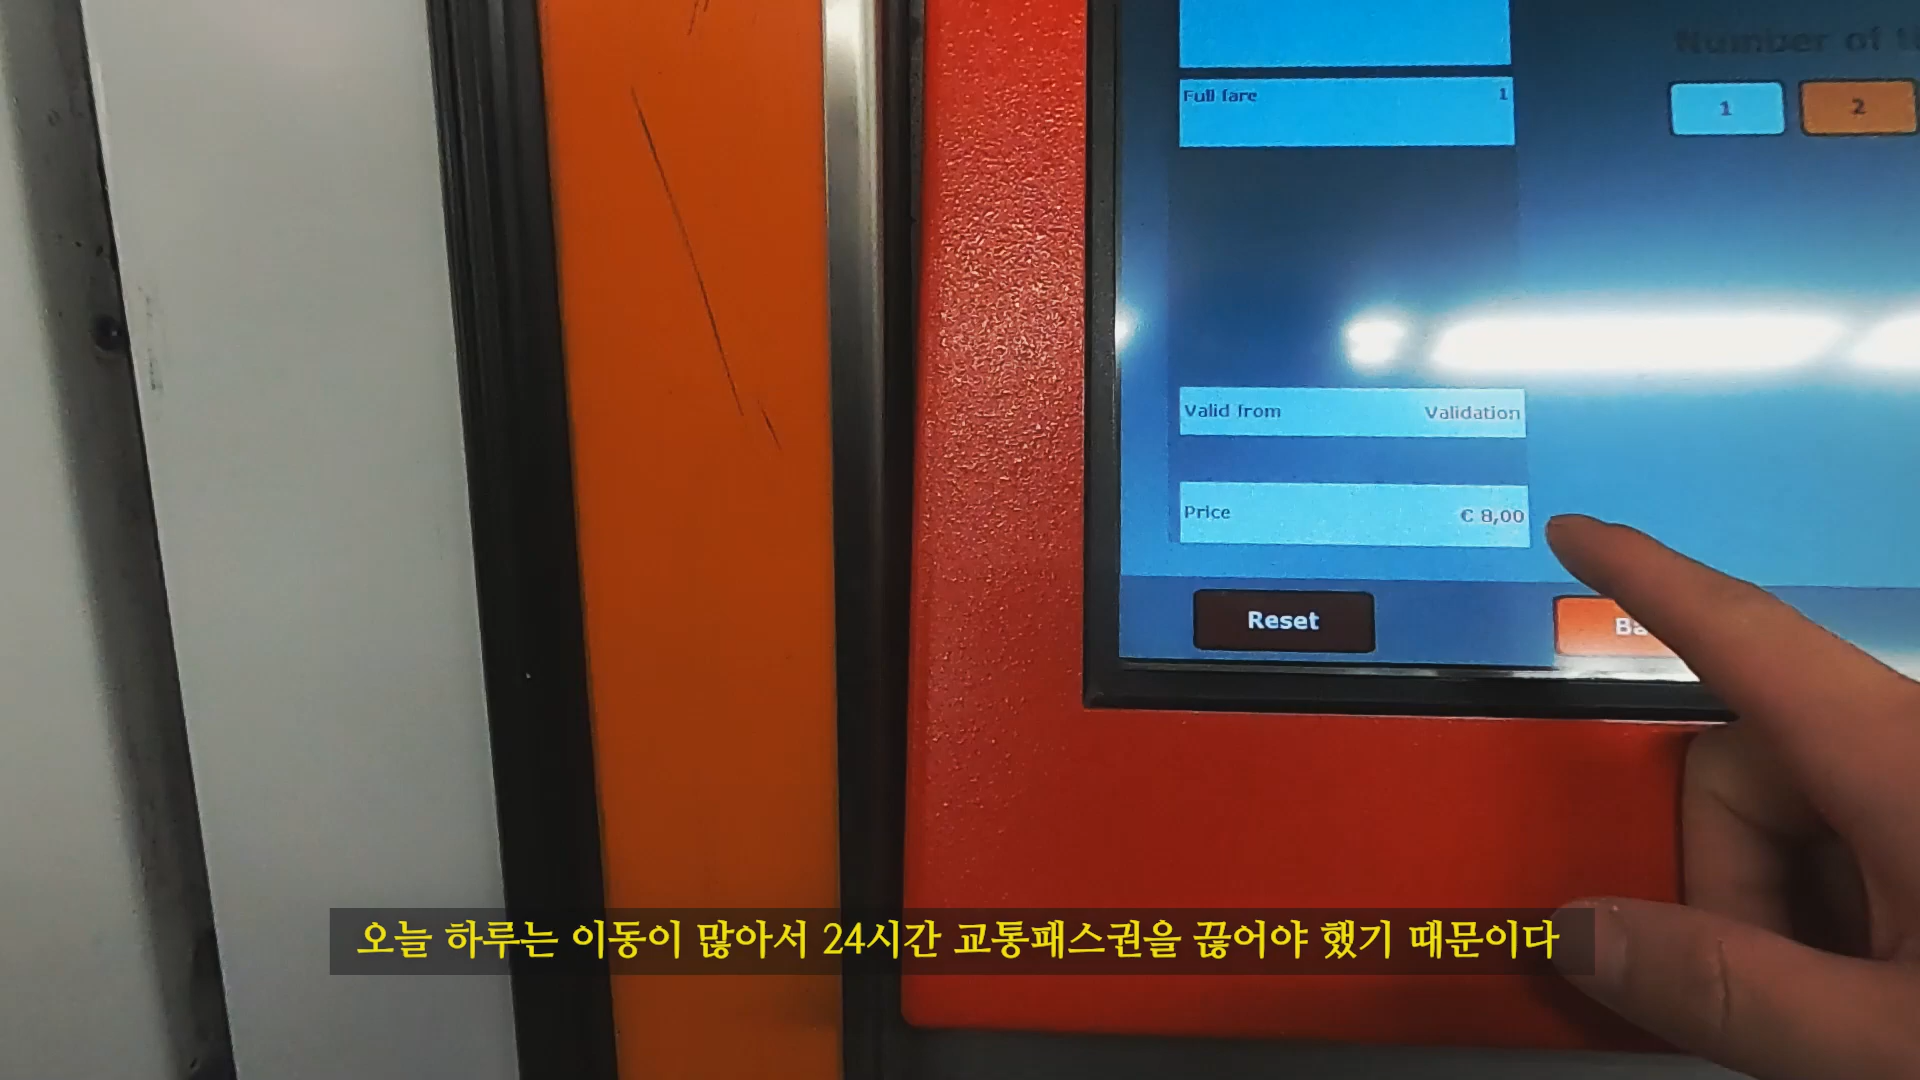 Number of
Full fare 1
1 2
Valid from Validation
Price € 8,00
Reset
오늘 하루는 이동이 많아서 24시간 교통패스권을 끊어야 했기 때문이다